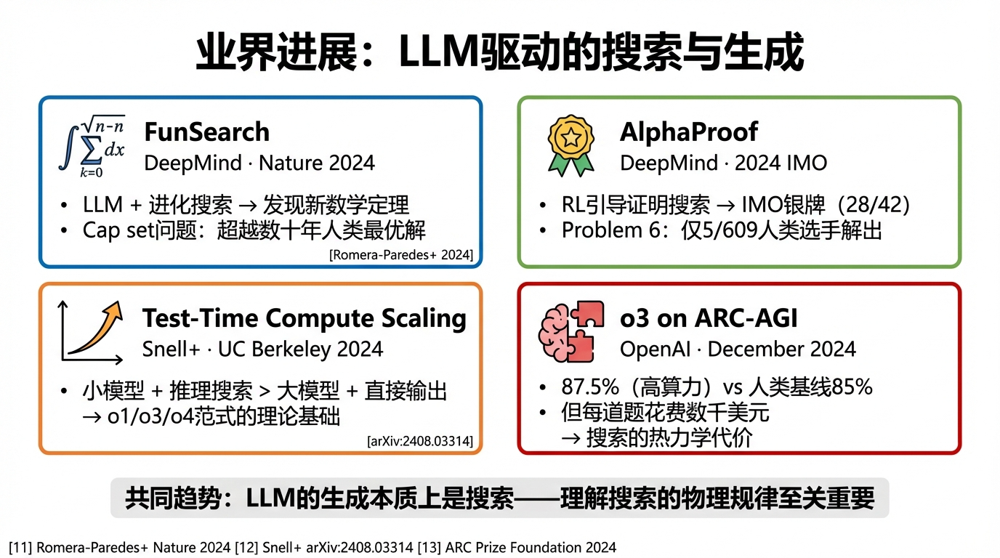 业界进展：LLM驱动的搜索与生成
∫ √n-n ∑ dx k=0
FunSearch
DeepMind · Nature 2024
• LLM + 进化搜索 → 发现新数学定理
• Cap set问题：超越数十年人类最优解
[Romera-Paredes+ 2024]
AlphaProof
DeepMind · 2024 IMO
• RL引导证明搜索 → IMO银牌（28/42）
• Problem 6：仅5/609人类选手解出
Test-Time Compute Scaling
Snell+ · UC Berkeley 2024
• 小模型 + 推理搜索 > 大模型 + 直接输出
→ o1/o3/o4范式的理论基础
[arXiv:2408.03314]
o3 on ARC-AGI
OpenAI · December 2024
• 87.5%（高算力）vs 人类基线85%
• 但每道题花费数千美元
→ 搜索的热力学代价
共同趋势：LLM的生成本质上是搜索——理解搜索的物理规律至关重要
[11] Romera-Paredes+ Nature 2024 [12] Snell+ arXiv:2408.03314 [13] ARC Prize Foundation 2024